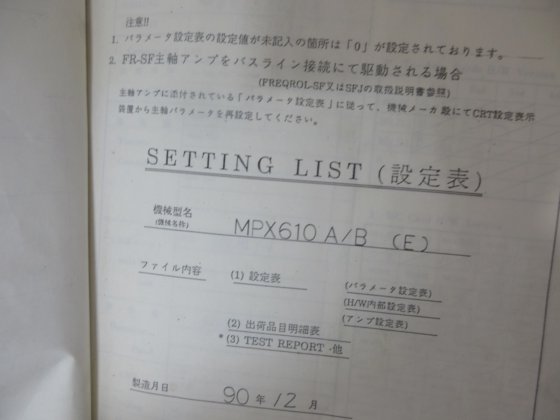 注意!!
1. パラメータ設定表の設定値が未記入の箇所は「0」が設定されております。
2. FR-SF主軸アンプをバスライン接続にて駆動される場合
(FREQROL-SF又はSFJの取扱説明書参照)
主軸アンプに添付されている「パラメータ設定表」に従って、機械メーカ殿にてCRT設定表示
装置から主軸パラメータを再設定してください。
SETTING LIST (設定表)
機械型名
(機械名称)
MPX610 A/B (E)
ファイル内容
(1) 設定表
(パラメータ設定表)
(H/W内部設定表)
(アンプ設定表)
(2) 出荷品目明細表
*(3) TEST REPORT・他
製造月日
90 年 12 月